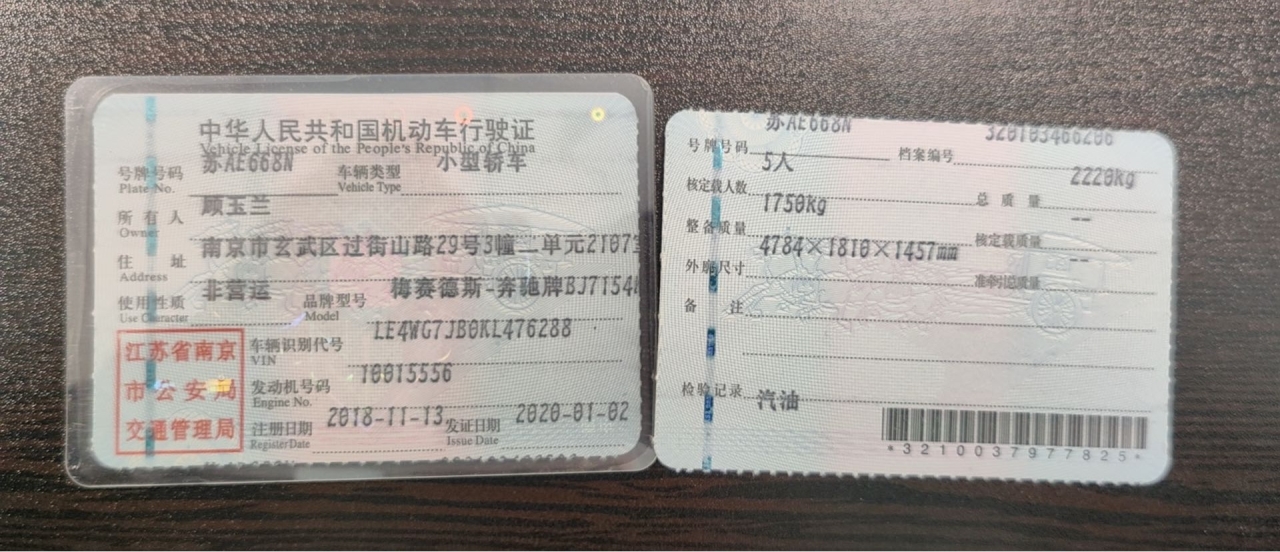 中华人民共和国机动车行驶证
Vehicle License of the People's Republic of China
号牌号码 苏AE668N 车辆类型 小型轿车
Plate No. Vehicle Type
所有人 顾玉兰
Owner
住址 南京市玄武区过街山路29号3幢二单元2107室
Address
使用性质 非营运 品牌型号 梅赛德斯-奔驰牌BJ7154
Use Character Model
江苏省南京
市公安局
交通管理局
车辆识别代号 LE4WG7JB0KL476288
VIN
发动机号码 10015556
Engine No.
注册日期 2018-11-13 发证日期 2020-01-02
Register Date Issue Date
号牌号码 苏AE668N 档案编号 320103466206
核定载人数 5人 总质量 2220kg
整备质量 1750kg 核定载质量 --
外廓尺寸 4784×1810×1457mm 准牵引总质量 --
备注
检验记录 汽油
*3210037977825*